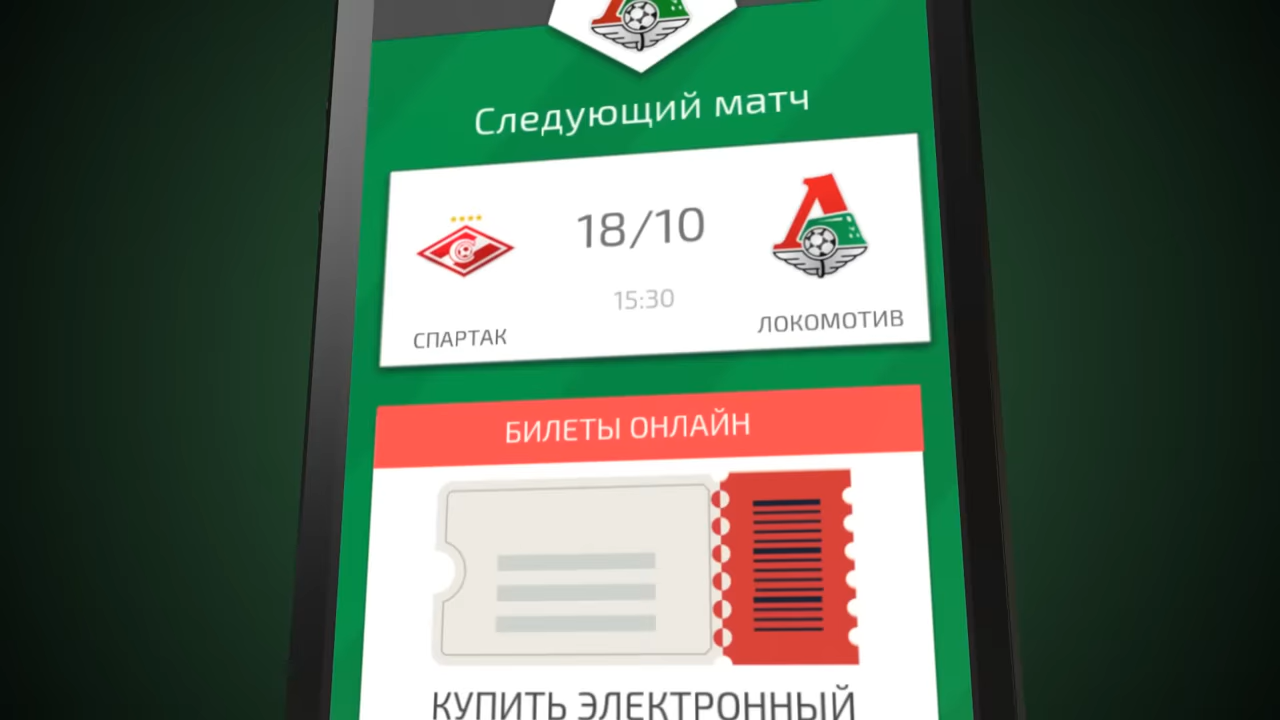 Следующий матч
18/10
15:30
СПАРТАК
ЛОКОМОТИВ
БИЛЕТЫ ОНЛАЙН
КУПИТЬ ЭЛЕКТРОННЫЙ